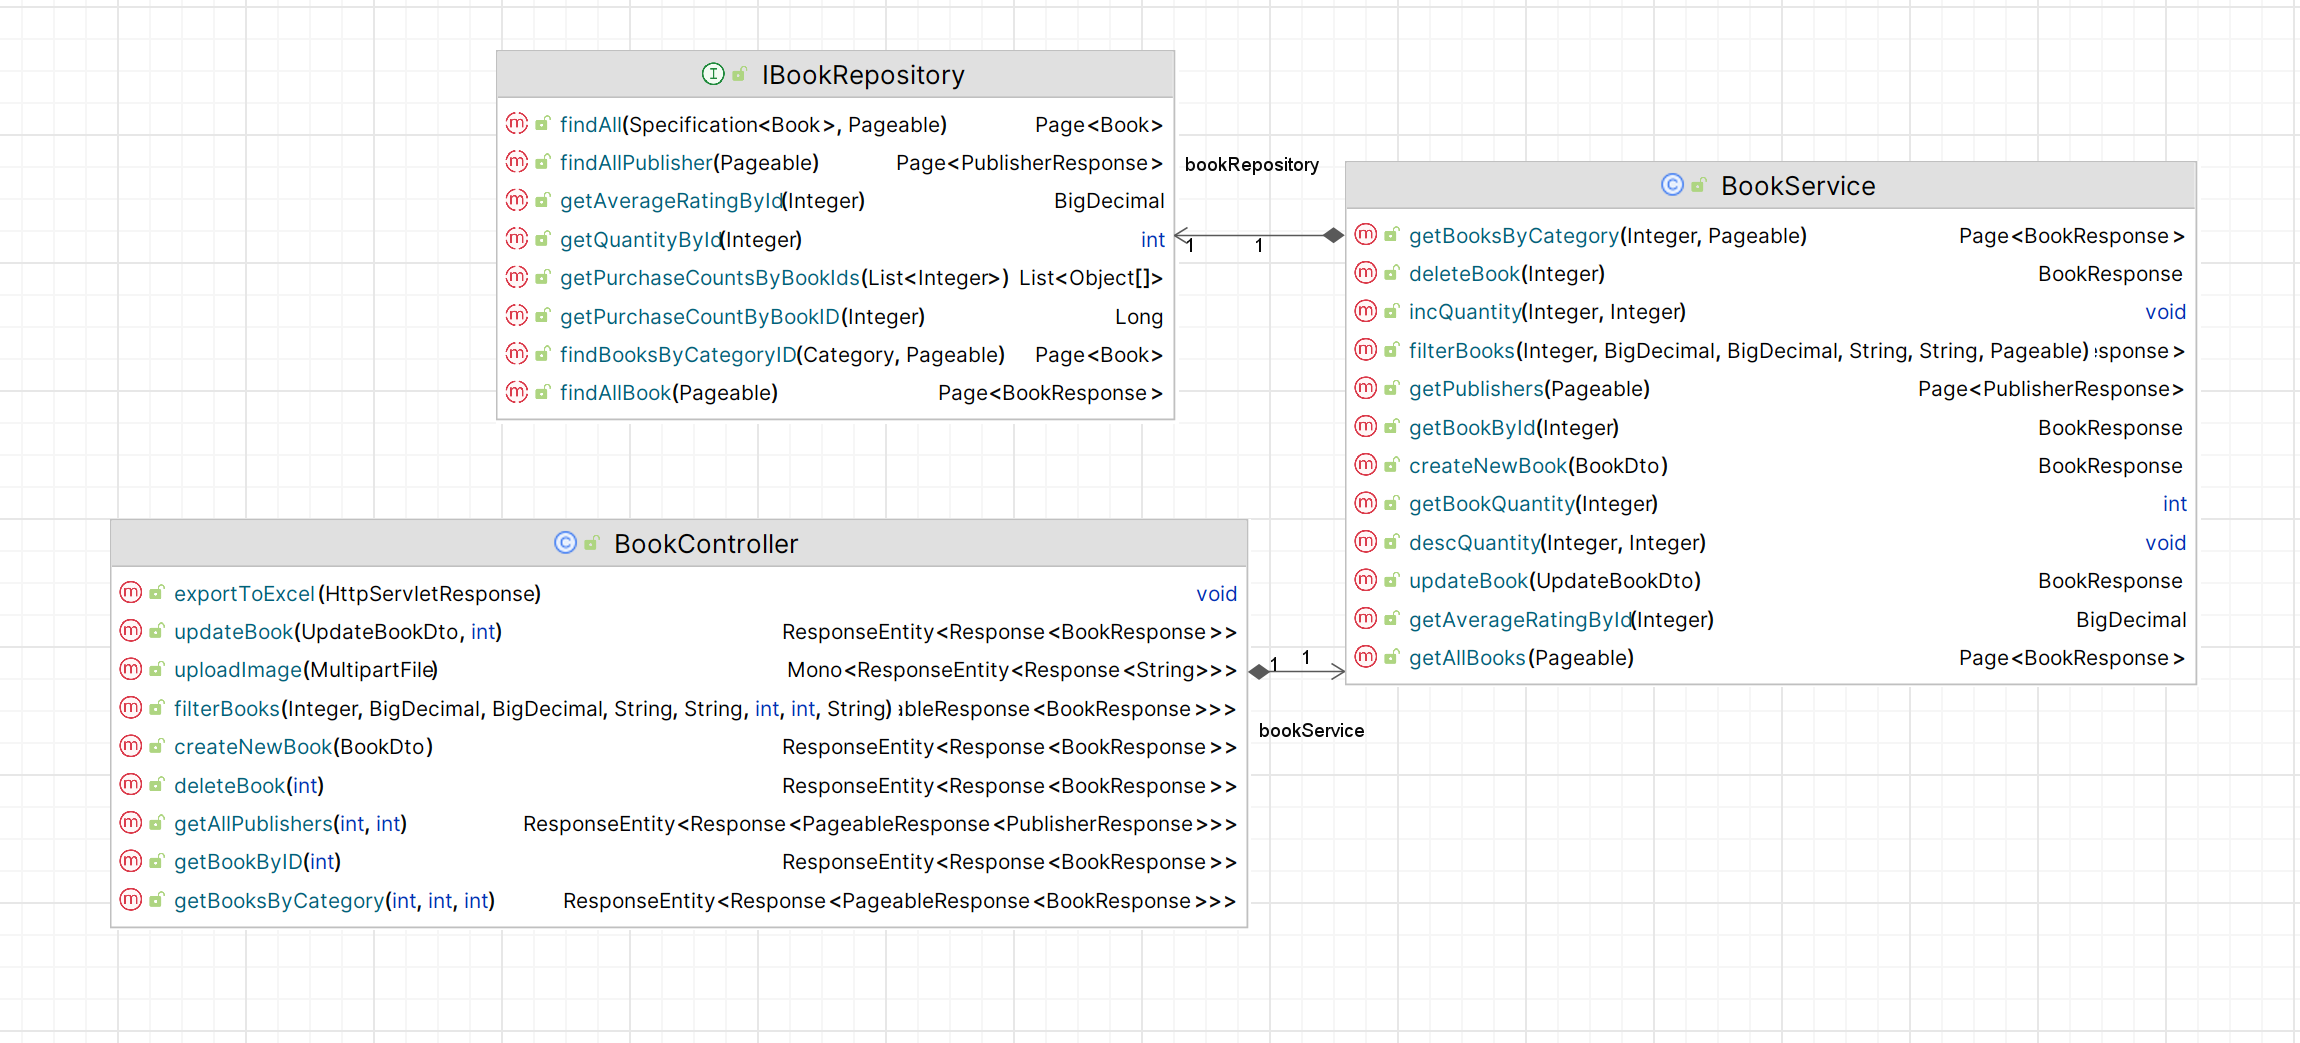 IBookRepository
findAll(Specification<Book>, Pageable) Page<Book>
findAllPublisher(Pageable) Page<PublisherResponse>
getAverageRatingById(Integer) BigDecimal
getQuantityById(Integer) int
getPurchaseCountsByBookIds(List<Integer>) List<Object[]>
getPurchaseCountByBookID(Integer) Long
findBooksByCategoryID(Category, Pageable) Page<Book>
findAllBook(Pageable) Page<BookResponse>
bookRepository
1 1
BookService
getBooksByCategory(Integer, Pageable) Page<BookResponse>
deleteBook(Integer) BookResponse
incQuantity(Integer, Integer) void
filterBooks(Integer, BigDecimal, BigDecimal, String, String, Pageable) sponse>
getPublishers(Pageable) Page<PublisherResponse>
getBookById(Integer) BookResponse
createNewBook(BookDto) BookResponse
getBookQuantity(Integer) int
descQuantity(Integer, Integer) void
updateBook(UpdateBookDto) BookResponse
getAverageRatingById(Integer) BigDecimal
getAllBooks(Pageable) Page<BookResponse>
BookController
exportToExcel(HttpServletResponse) void
updateBook(UpdateBookDto, int) ResponseEntity<Response<BookResponse>>
uploadImage(MultipartFile) Mono<ResponseEntity<Response<String>>>
filterBooks(Integer, BigDecimal, BigDecimal, String, String, int, int, String) ableResponse<BookResponse>>>
createNewBook(BookDto) ResponseEntity<Response<BookResponse>>
deleteBook(int) ResponseEntity<Response<BookResponse>>
getAllPublishers(int, int) ResponseEntity<Response<PageableResponse<PublisherResponse>>>
getBookByID(int) ResponseEntity<Response<BookResponse>>
getBooksByCategory(int, int, int) ResponseEntity<Response<PageableResponse<BookResponse>>>
1 1
bookService